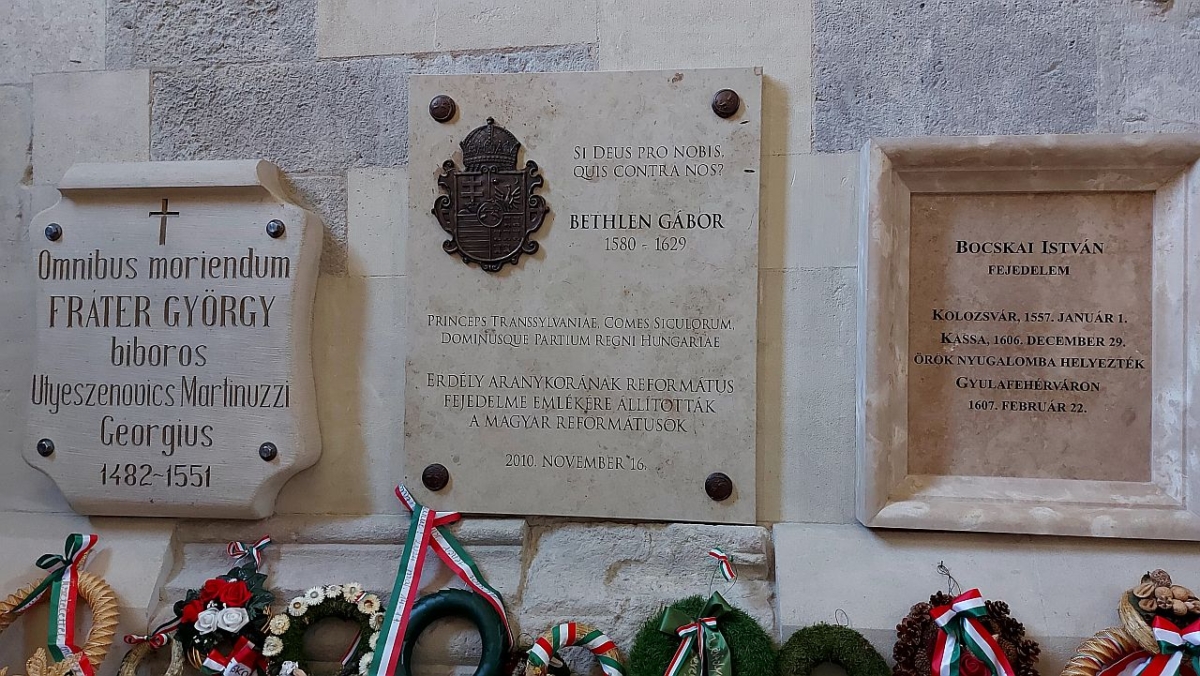 Omnibus moriendum
FRÁTER GYÖRGY
biboros
Utyeszenovics Martinuzzi
Georgius
1482~1551
SI DEUS PRO NOBIS,
QUIS CONTRA NOS?
BETHLEN GÁBOR
1580 - 1629
PRINCEPS TRANSSYLVANIAE, COMES SICULORUM,
DOMINUSQUE PARTIUM REGNI HUNGARIAE
ERDÉLY ARANYKORÁNAK REFORMÁTUS
FEJEDELME EMLÉKÉRE ÁLLÍTOTTÁK
A MAGYAR REFORMÁTUSOK
2010. NOVEMBER 16.
BOCSKAI ISTVÁN
FEJEDELEM
KOLOZSVÁR, 1557. JANUÁR 1.
KASSA, 1606. DECEMBER 29.
ÖRÖK NYUGALOMBA HELYEZTÉK
GYULAFEHÉRVÁRON
1607. FEBRUÁR 22.